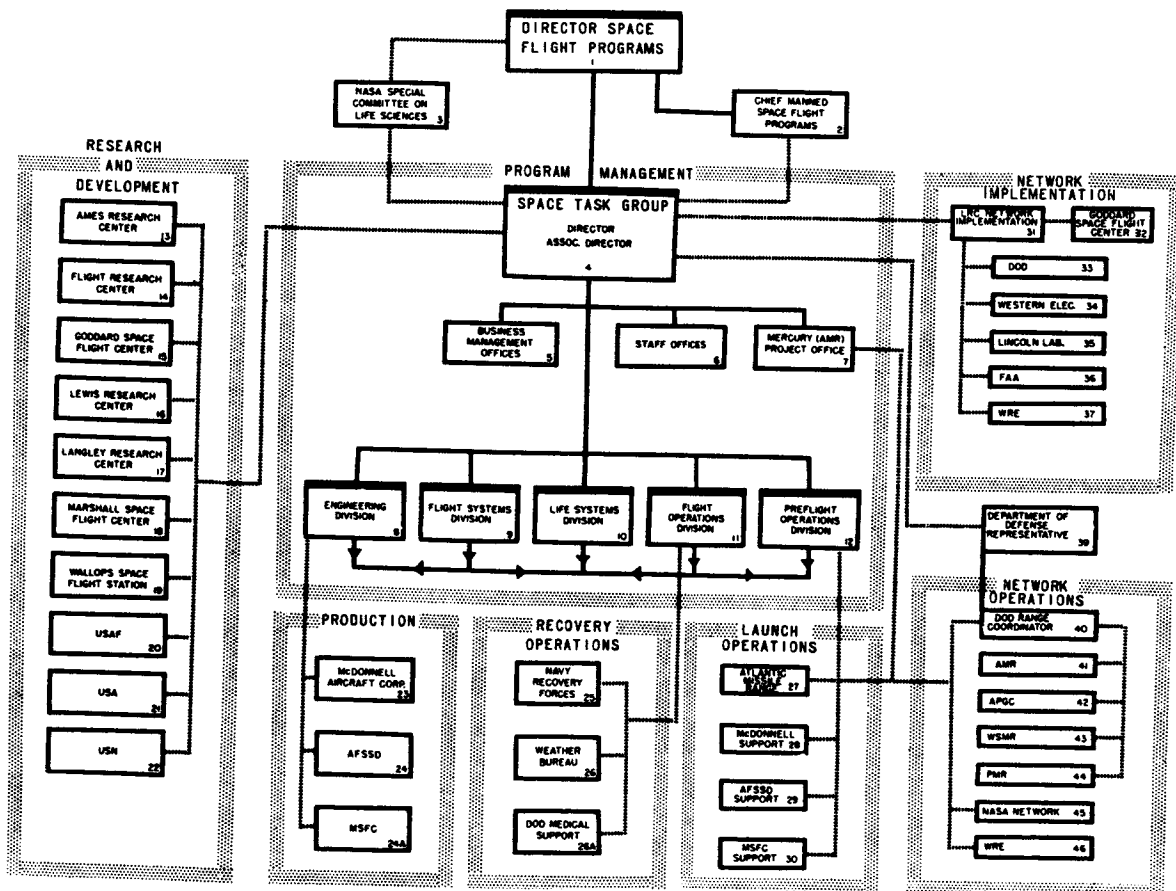 DIRECTOR SPACE
FLIGHT PROGRAMS
1
NASA SPECIAL
COMMITTEE ON
LIFE SCIENCES 3
CHIEF MANNED
SPACE FLIGHT
PROGRAMS 2
RESEARCH
AND
DEVELOPMENT
AMES RESEARCH
CENTER 13
FLIGHT RESEARCH
CENTER 14
GODDARD SPACE
FLIGHT CENTER 15
LEWIS RESEARCH
CENTER 16
LANGLEY RESEARCH
CENTER 17
MARSHALL SPACE
FLIGHT CENTER 18
WALLOPS SPACE
FLIGHT STATION 19
USAF
20
USA
21
USN
22
PROGRAM MANAGEMENT
SPACE TASK GROUP
DIRECTOR
ASSOC. DIRECTOR
4
BUSINESS
MANAGEMENT
OFFICES 5
STAFF OFFICES
6
MERCURY (AMR)
PROJECT OFFICE
7
ENGINEERING
DIVISION 8
FLIGHT SYSTEMS
DIVISION 9
LIFE SYSTEMS
DIVISION 10
FLIGHT
OPERATIONS
DIVISION 11
PREFLIGHT
OPERATIONS
DIVISION 12
NETWORK
IMPLEMENTATION
LRC NETWORK
IMPLEMENTATION
31
GODDARD
SPACE FLIGHT
CENTER 32
DOD 33
WESTERN ELEC. 34
LINCOLN LAB. 35
FAA 36
WRE 37
DEPARTMENT OF
DEFENSE
REPRESENTATIVE
39
PRODUCTION
McDONNELL
AIRCRAFT CORP.
23
AFSSD
24
MSFC
24A
RECOVERY
OPERATIONS
NAVY
RECOVERY
FORCES 25
WEATHER
BUREAU 26
DOD MEDICAL
SUPPORT
26A
LAUNCH
OPERATIONS
ATLANTIC
MISSILE
RANGE 27
McDONNELL
SUPPORT 28
AFSSD
SUPPORT 29
MSFC
SUPPORT 30
NETWORK
OPERATIONS
DOD RANGE
COORDINATOR 40
AMR 41
APGC 42
WSMR 43
PMR 44
NASA NETWORK 45
WRE 46